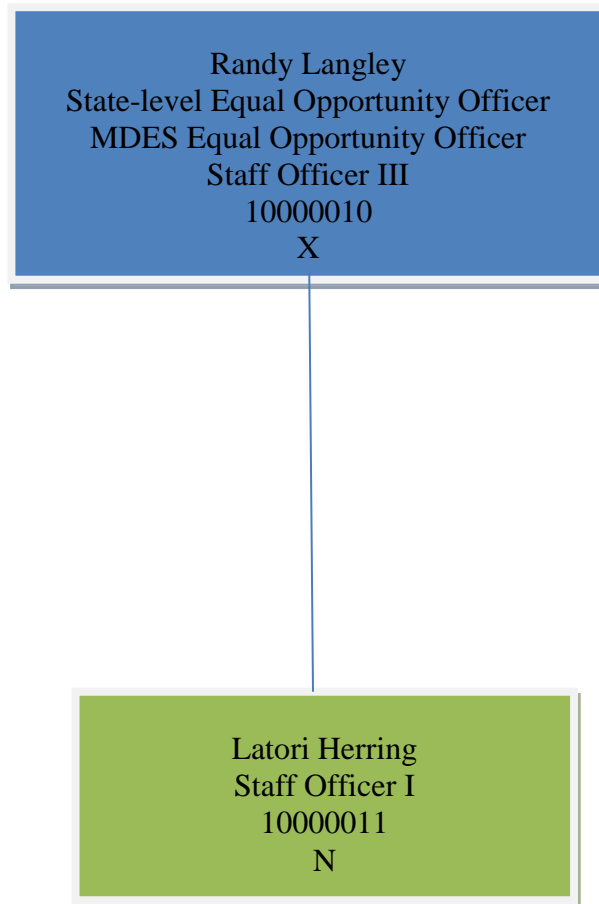 Randy Langley
State-level Equal Opportunity Officer
MDES Equal Opportunity Officer
Staff Officer III
10000010
X
Latori Herring
Staff Officer I
10000011
N